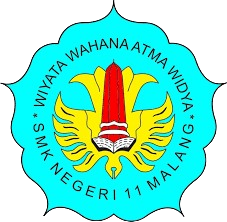 * WIYATA WAHANA ATMA WIDYA *
SMK NEGERI 11 MALANG